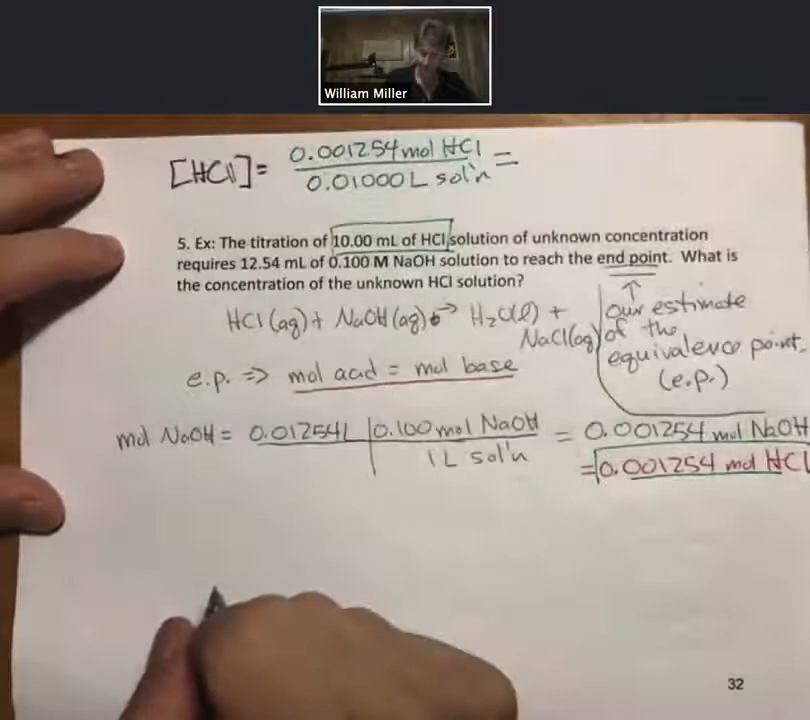 William Miller
[HCl] = 0.001254 mol HCl =
0.01000 L sol'n
5. Ex: The titration of 10.00 mL of HCl solution of unknown concentration
requires 12.54 mL of 0.100 M NaOH solution to reach the end point. What is
the concentration of the unknown HCl solution?
HCl (aq) + NaOH (aq) → H₂O(l) +
NaCl(aq)
↑
our estimate
of the
equivalence point.
(e.p.)
e.p. ⇒ mol acid = mol base
mol NaOH = 0.01254 L | 0.100 mol NaOH = 0.001254 mol NaOH
1 L sol'n
= 0.001254 mol HCl
32